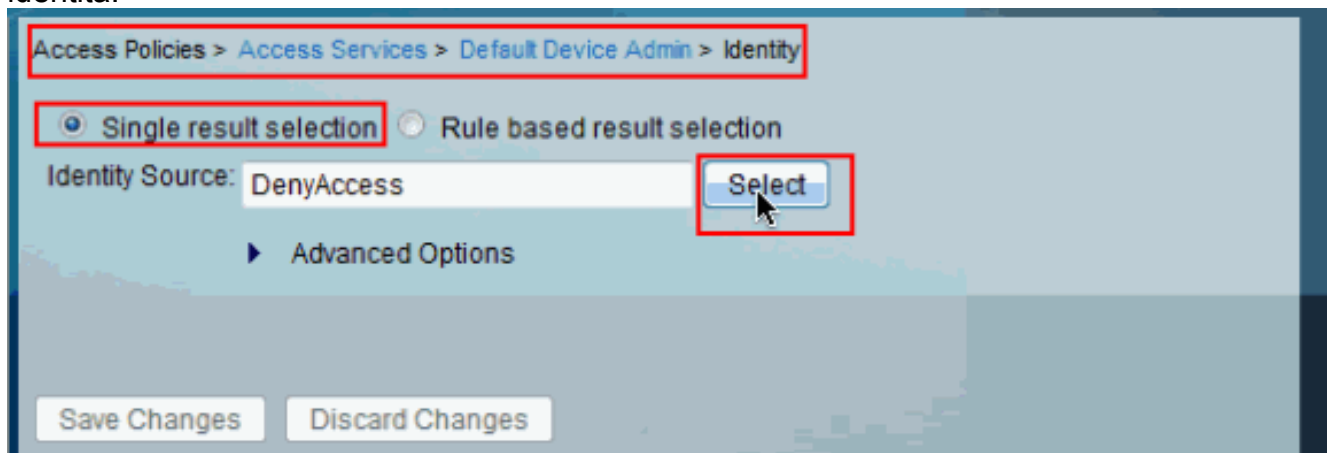 identità.
Access Policies > Access Services > Default Device Admin > Identity
Single result selection Rule based result selection
Identity Source: DenyAccess Select
Advanced Options
Save Changes Discard Changes